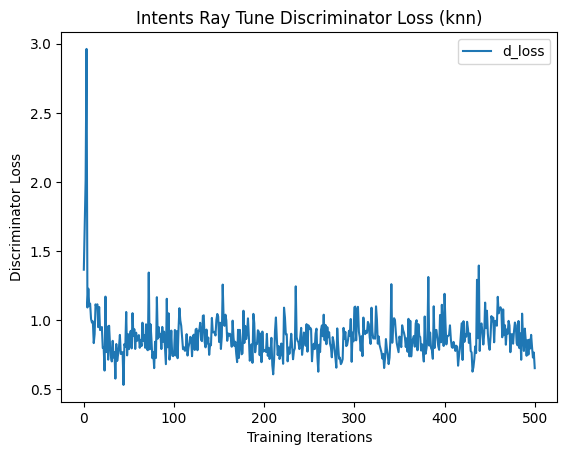 Intents Ray Tune Discriminator Loss (knn)
d_loss
Discriminator Loss
3.0
2.5
2.0
1.5
1.0
0.5
0 100 200 300 400 500
Training Iterations